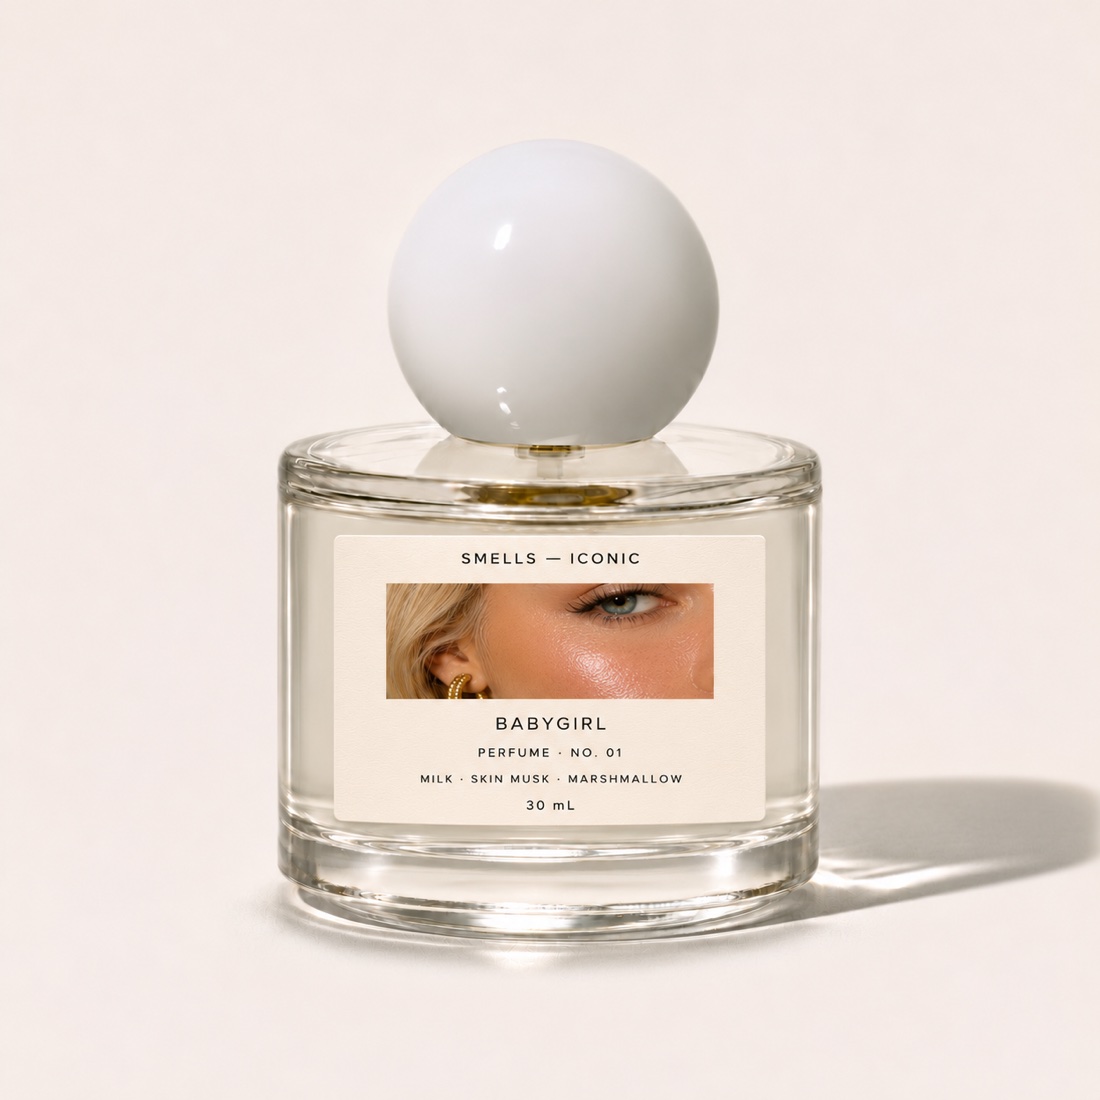 SMELLS — ICONIC
BABYGIRL
PERFUME · NO. 01
MILK · SKIN MUSK · MARSHMALLOW
30 mL